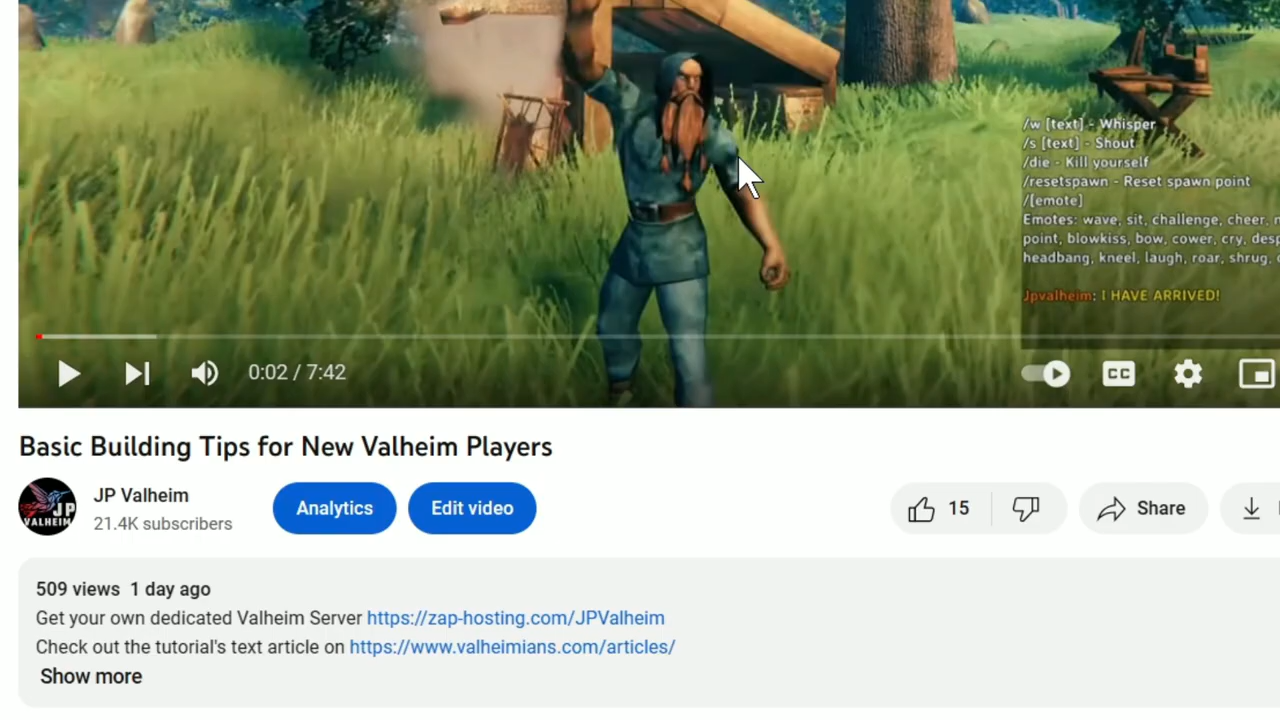 /w [text] - Whisper
/s [text] - Shout
/die - Kill yourself
/resetspawn - Reset spawn point
/[emote]
Emotes: wave, sit, challenge, cheer,
point, blowkiss, bow, cower, cry,
headbang, kneel, laugh, roar, shrug,
Jpvalheim: I HAVE ARRIVED!
0:02 / 7:42
CC
Basic Building Tips for New Valheim Players
JP
VALHEIM
JP Valheim
21.4K subscribers
Analytics
Edit video
15
Share
509 views 1 day ago
Get your own dedicated Valheim Server https://zap-hosting.com/JPValheim
Check out the tutorial's text article on https://www.valheimians.com/articles/
Show more